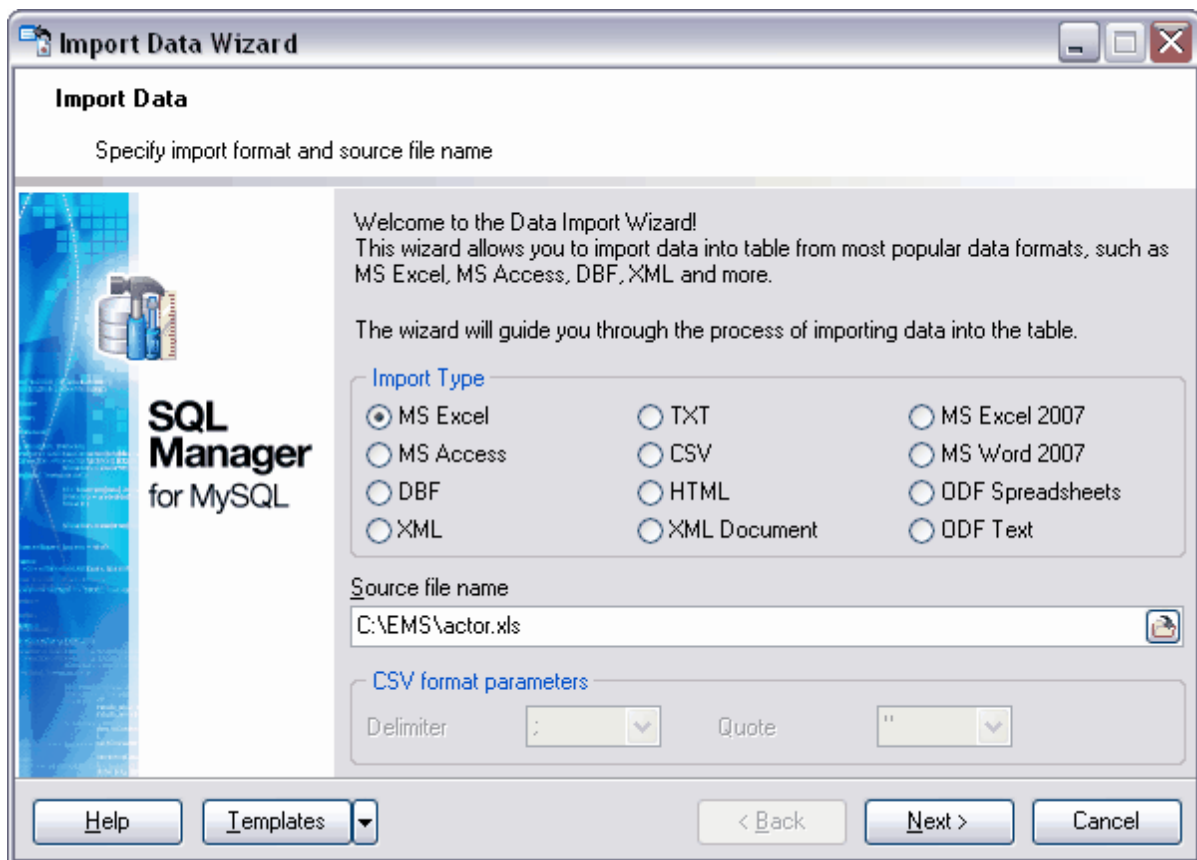 Import Data Wizard
Import Data
Specify import format and source file name
Welcome to the Data Import Wizard!
This wizard allows you to import data into table from most popular data formats, such as
MS Excel, MS Access, DBF, XML and more.
The wizard will guide you through the process of importing data into the table.
SQL
Manager
for MySQL
Import Type
MS Excel TXT MS Excel 2007
MS Access CSV MS Word 2007
DBF HTML ODF Spreadsheets
XML XML Document ODF Text
Source file name
C:\EMS\actor.xls
CSV format parameters
Delimiter ; Quote "
Help Templates < Back Next > Cancel